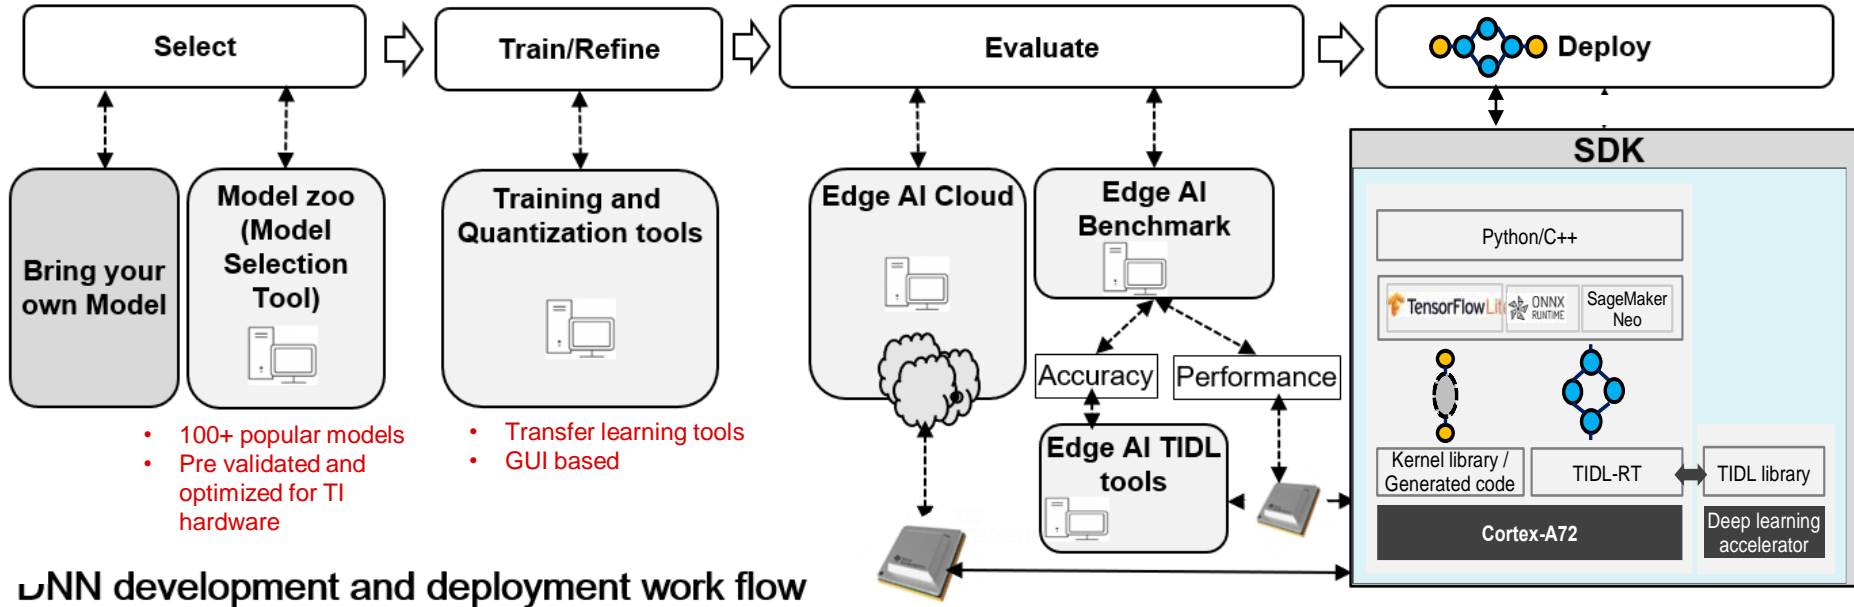 Select
Train/Refine
Evaluate
Deploy
Bring your
own Model
Model zoo
(Model
Selection
Tool)
• 100+ popular models
• Pre validated and
optimized for TI
hardware
Training and
Quantization tools
• Transfer learning tools
• GUI based
Edge AI Cloud
Edge AI
Benchmark
Accuracy
Performance
Edge AI TIDL
tools
SDK
Python/C++
TensorFlow Lite
ONNX
RUNTIME
SageMaker
Neo
Kernel library /
Generated code
TIDL-RT
TIDL library
Cortex-A72
Deep learning
accelerator
DNN development and deployment work flow